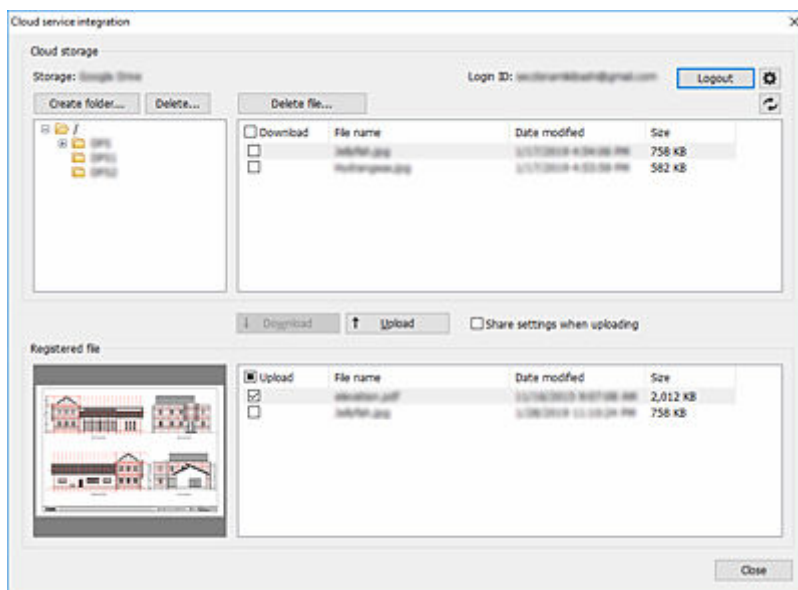 Cloud service integration
Cloud storage
Storage:
Login ID:
Logout
Create folder...
Delete...
Delete file...
/
Download File name Date modified Size
758 KB
582 KB
↓ Download
↑ Upload
Share settings when uploading
Registered file
Upload File name Date modified Size
2,012 KB
758 KB
Close